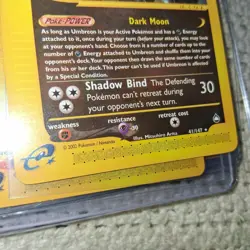 POKé-POWER Dark Moon
As long as Umbreon is your Active Pokémon and has a Energy
attached to it, once during your turn (before your attack), you may look
at your opponent's hand. Choose from it a number of cards up to the
number of Energy attached to Umbreon and shuffle them into your
opponent's deck. Your opponent then draws the same number of cards
from his or her deck. This power can't be used if Umbreon is affected
by a Special Condition.
Shadow Bind The Defending
Pokémon can't retreat during
your opponent's next turn.
30
weakness
resistance
retreat cost
Illus. Mitsuhiro Arita
©2002 Pokémon / Nintendo